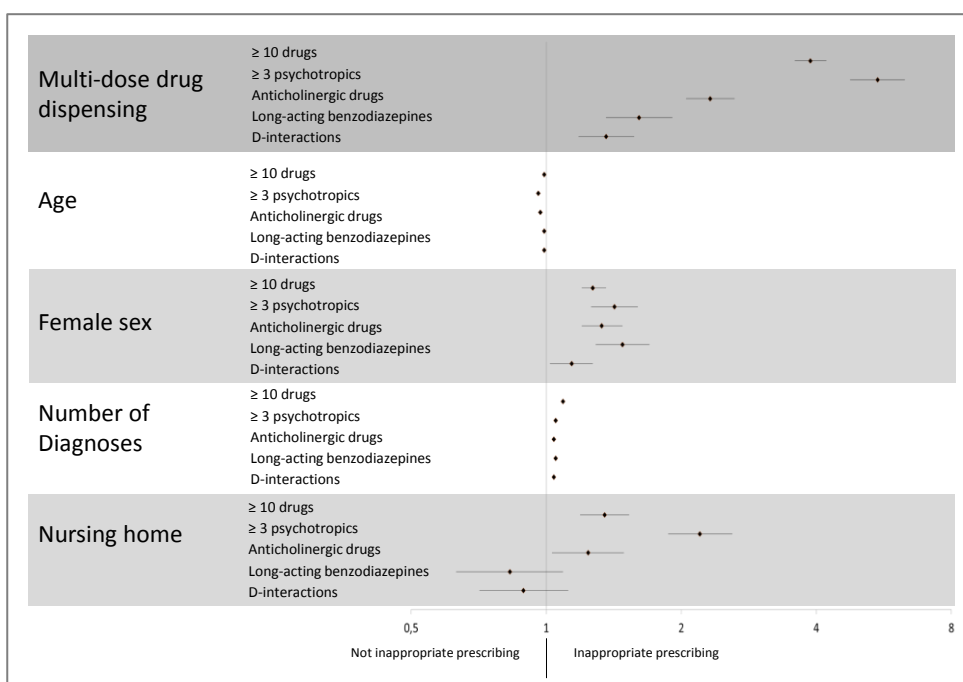 Multi-dose drug
dispensing
≥ 10 drugs
≥ 3 psychotropics
Anticholinergic drugs
Long-acting benzodiazepines
D-interactions
Age
≥ 10 drugs
≥ 3 psychotropics
Anticholinergic drugs
Long-acting benzodiazepines
D-interactions
Female sex
≥ 10 drugs
≥ 3 psychotropics
Anticholinergic drugs
Long-acting benzodiazepines
D-interactions
Number of
Diagnoses
≥ 10 drugs
≥ 3 psychotropics
Anticholinergic drugs
Long-acting benzodiazepines
D-interactions
Nursing home
≥ 10 drugs
≥ 3 psychotropics
Anticholinergic drugs
Long-acting benzodiazepines
D-interactions
0,5 1 2 4 8
Not inappropriate prescribing Inappropriate prescribing